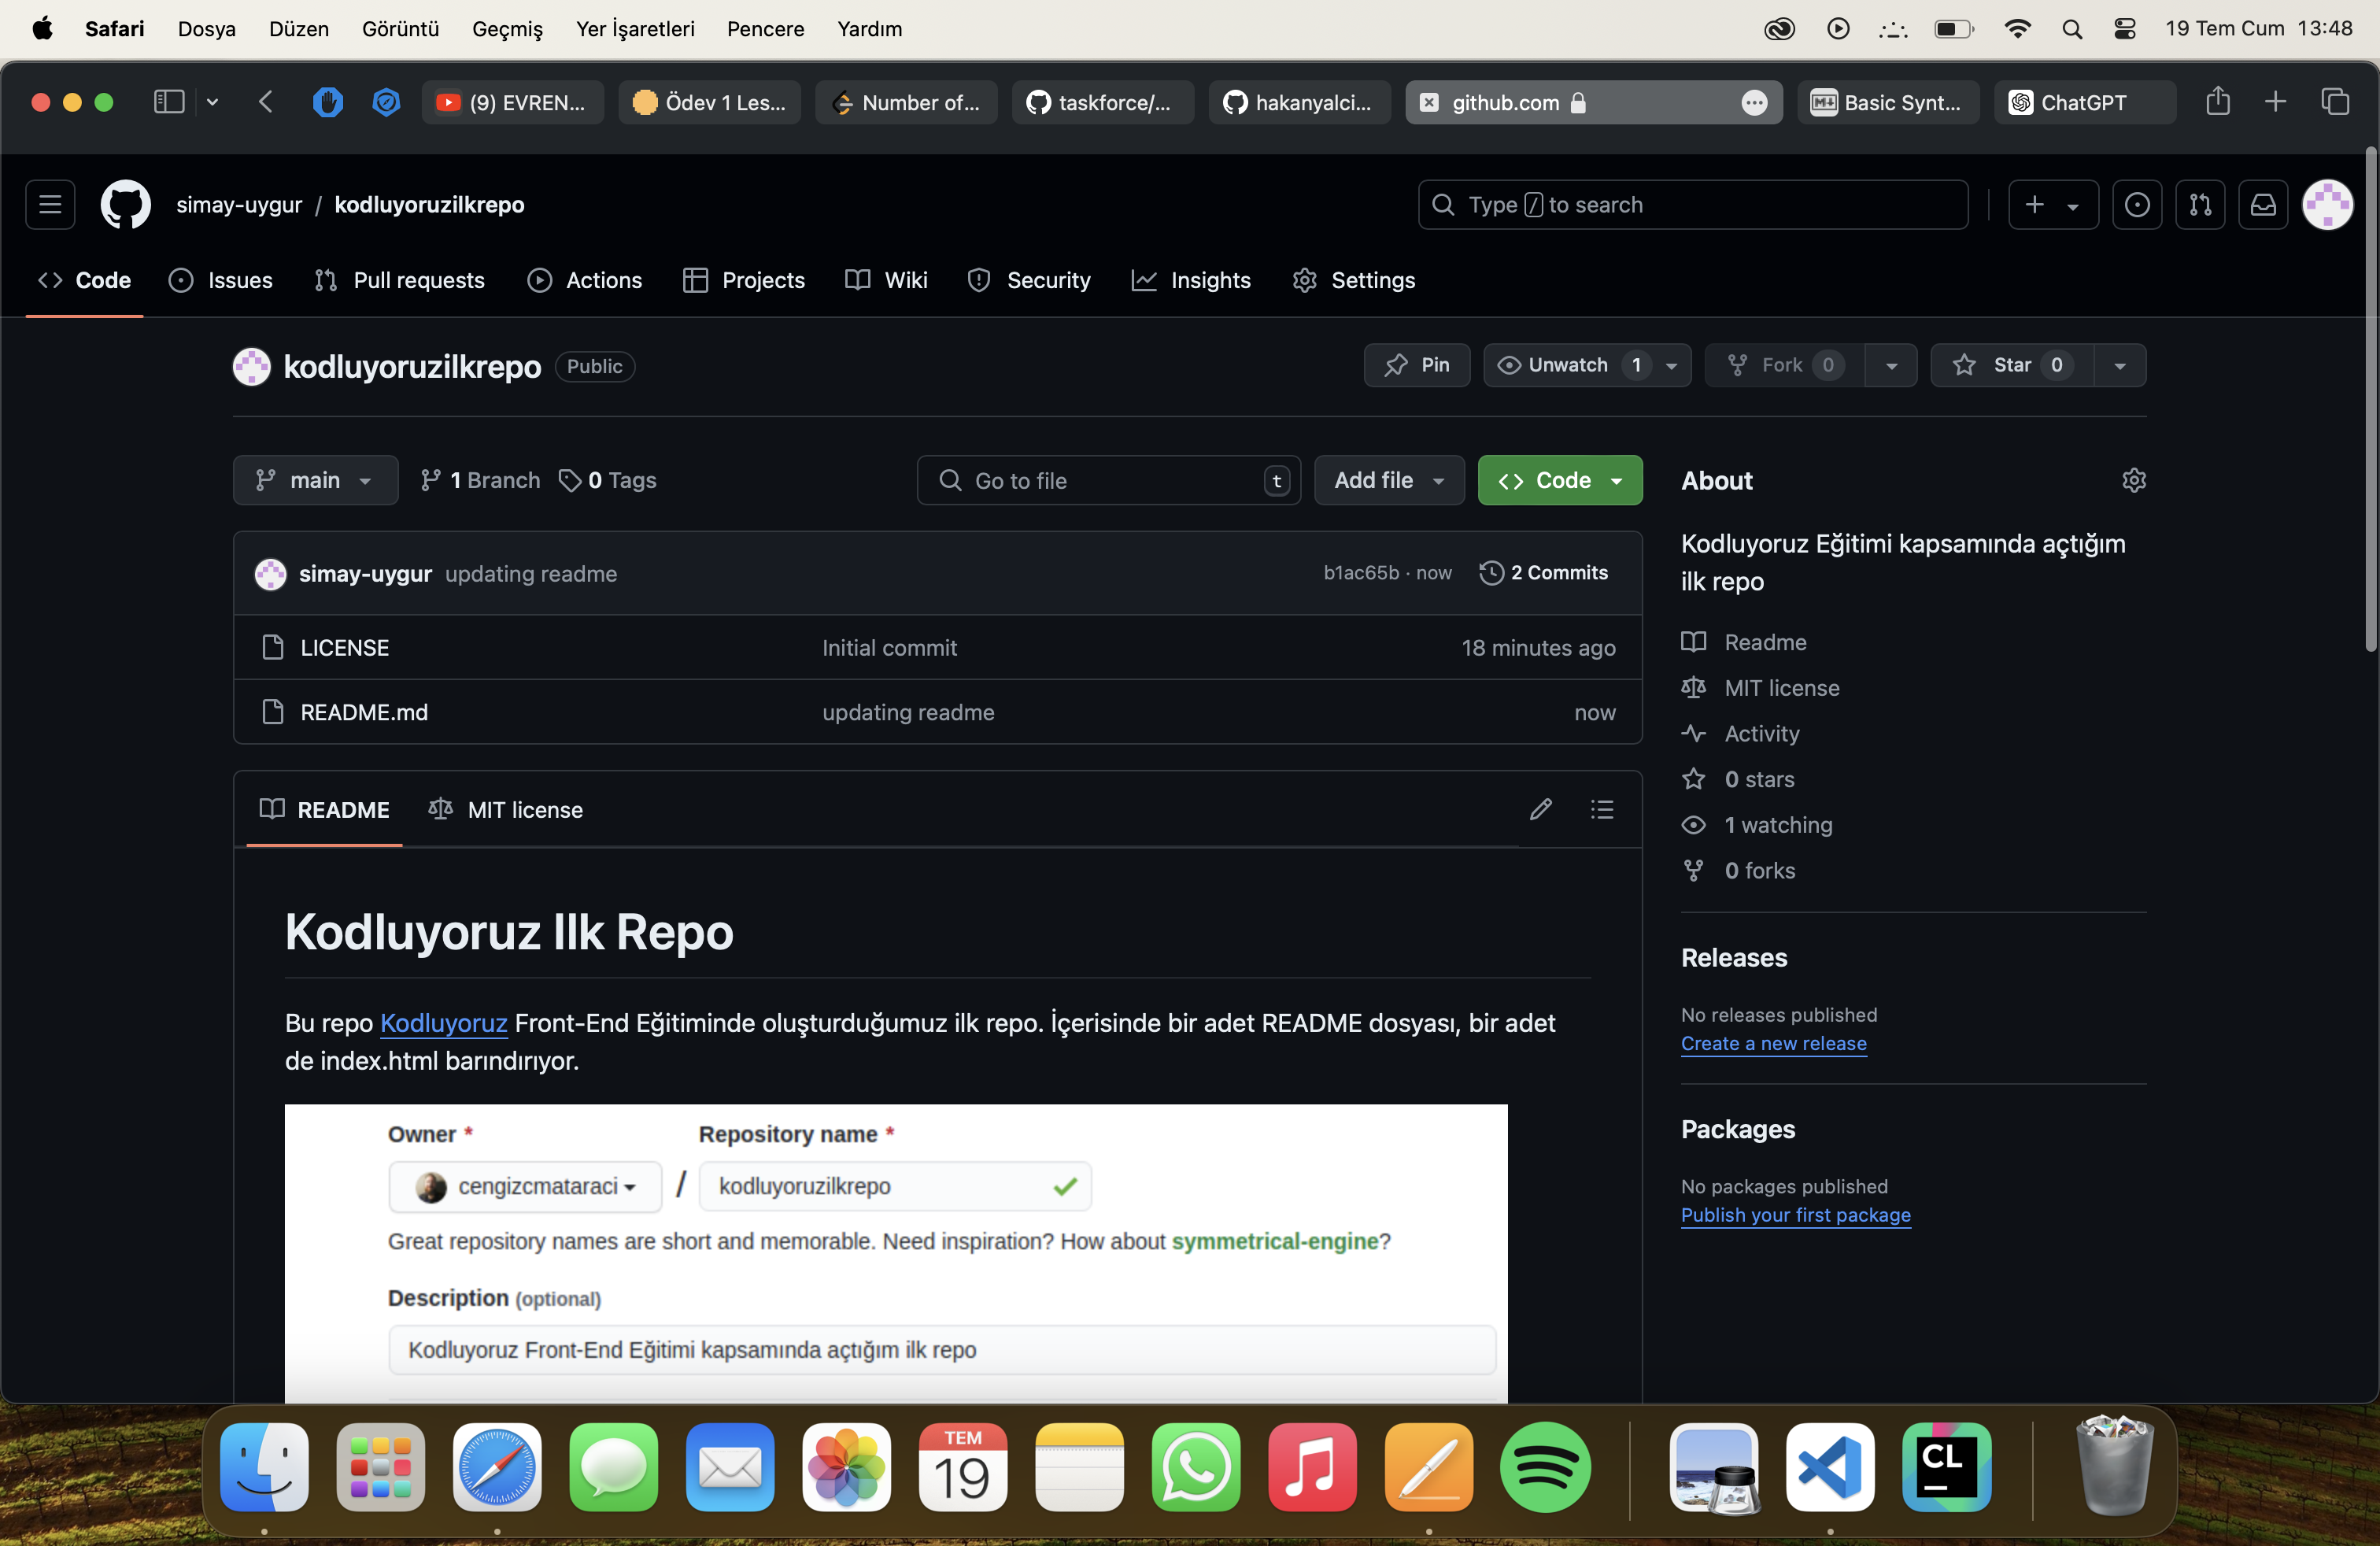 Safari Dosya Düzen Görüntü Geçmiş Yer İşaretleri Pencere Yardım 19 Tem Cum 13:48
(9) EVREN... Ödev 1 Les... Number of... taskforce/... hakanyalci... github.com Basic Synt... ChatGPT
simay-uygur / kodluyoruzilkrepo Type / to search
Code Issues Pull requests Actions Projects Wiki Security Insights Settings
kodluyoruzilkrepo Public Pin Unwatch 1 Fork 0 Star 0
main 1 Branch 0 Tags Go to file t Add file Code
simay-uygur updating readme b1ac65b · now 2 Commits
LICENSE Initial commit 18 minutes ago
README.md updating readme now
README MIT license
Kodluyoruz Ilk Repo
Bu repo Kodluyoruz Front-End Eğitiminde oluşturduğumuz ilk repo. İçerisinde bir adet README dosyası, bir adet
de index.html barındırıyor.
Owner * Repository name *
cengizcmataraci / kodluyoruzilkrepo
Great repository names are short and memorable. Need inspiration? How about symmetrical-engine?
Description (optional)
Kodluyoruz Front-End Eğitimi kapsamında açtığım ilk repo
About
Kodluyoruz Eğitimi kapsamında açtığım
ilk repo
Readme
MIT license
Activity
0 stars
1 watching
0 forks
Releases
No releases published
Create a new release
Packages
No packages published
Publish your first package
TEM
19
CL